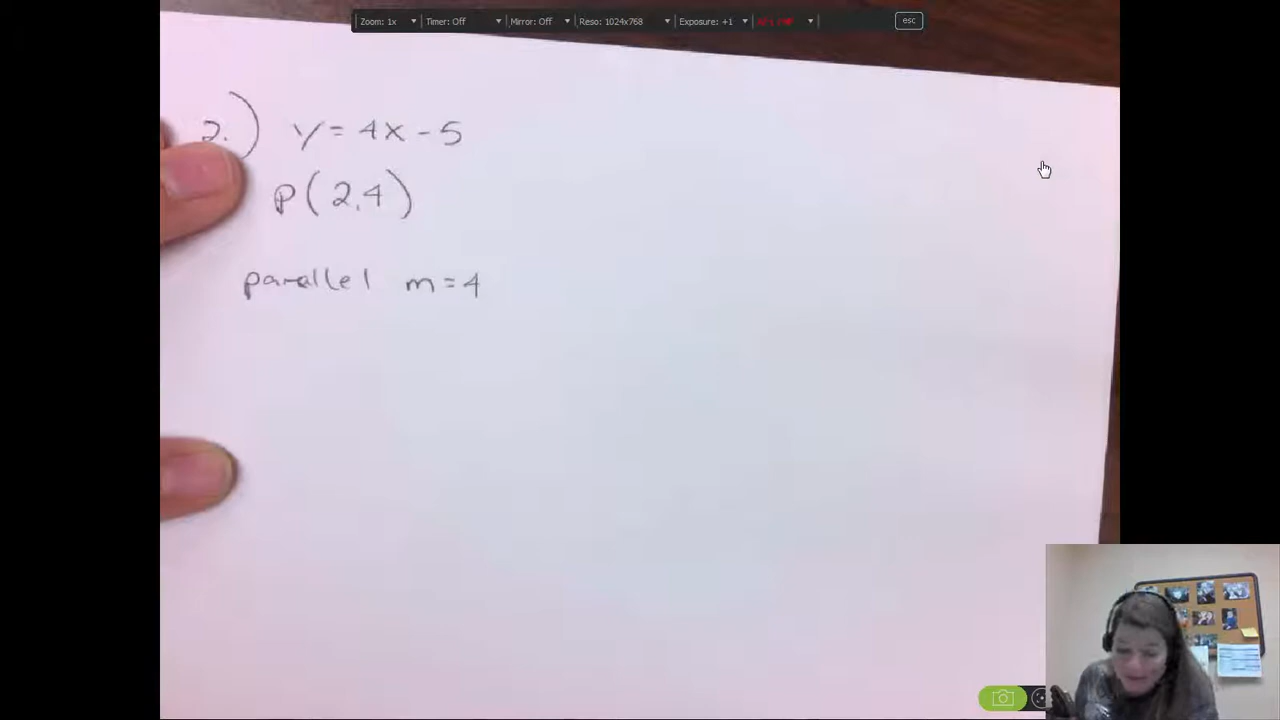 Zoom: 1x Timer: Off Mirror: Off Reso: 1024x768 Exposure: +1 esc
2.) y = 4x - 5
P(2,4)
parallel m = 4